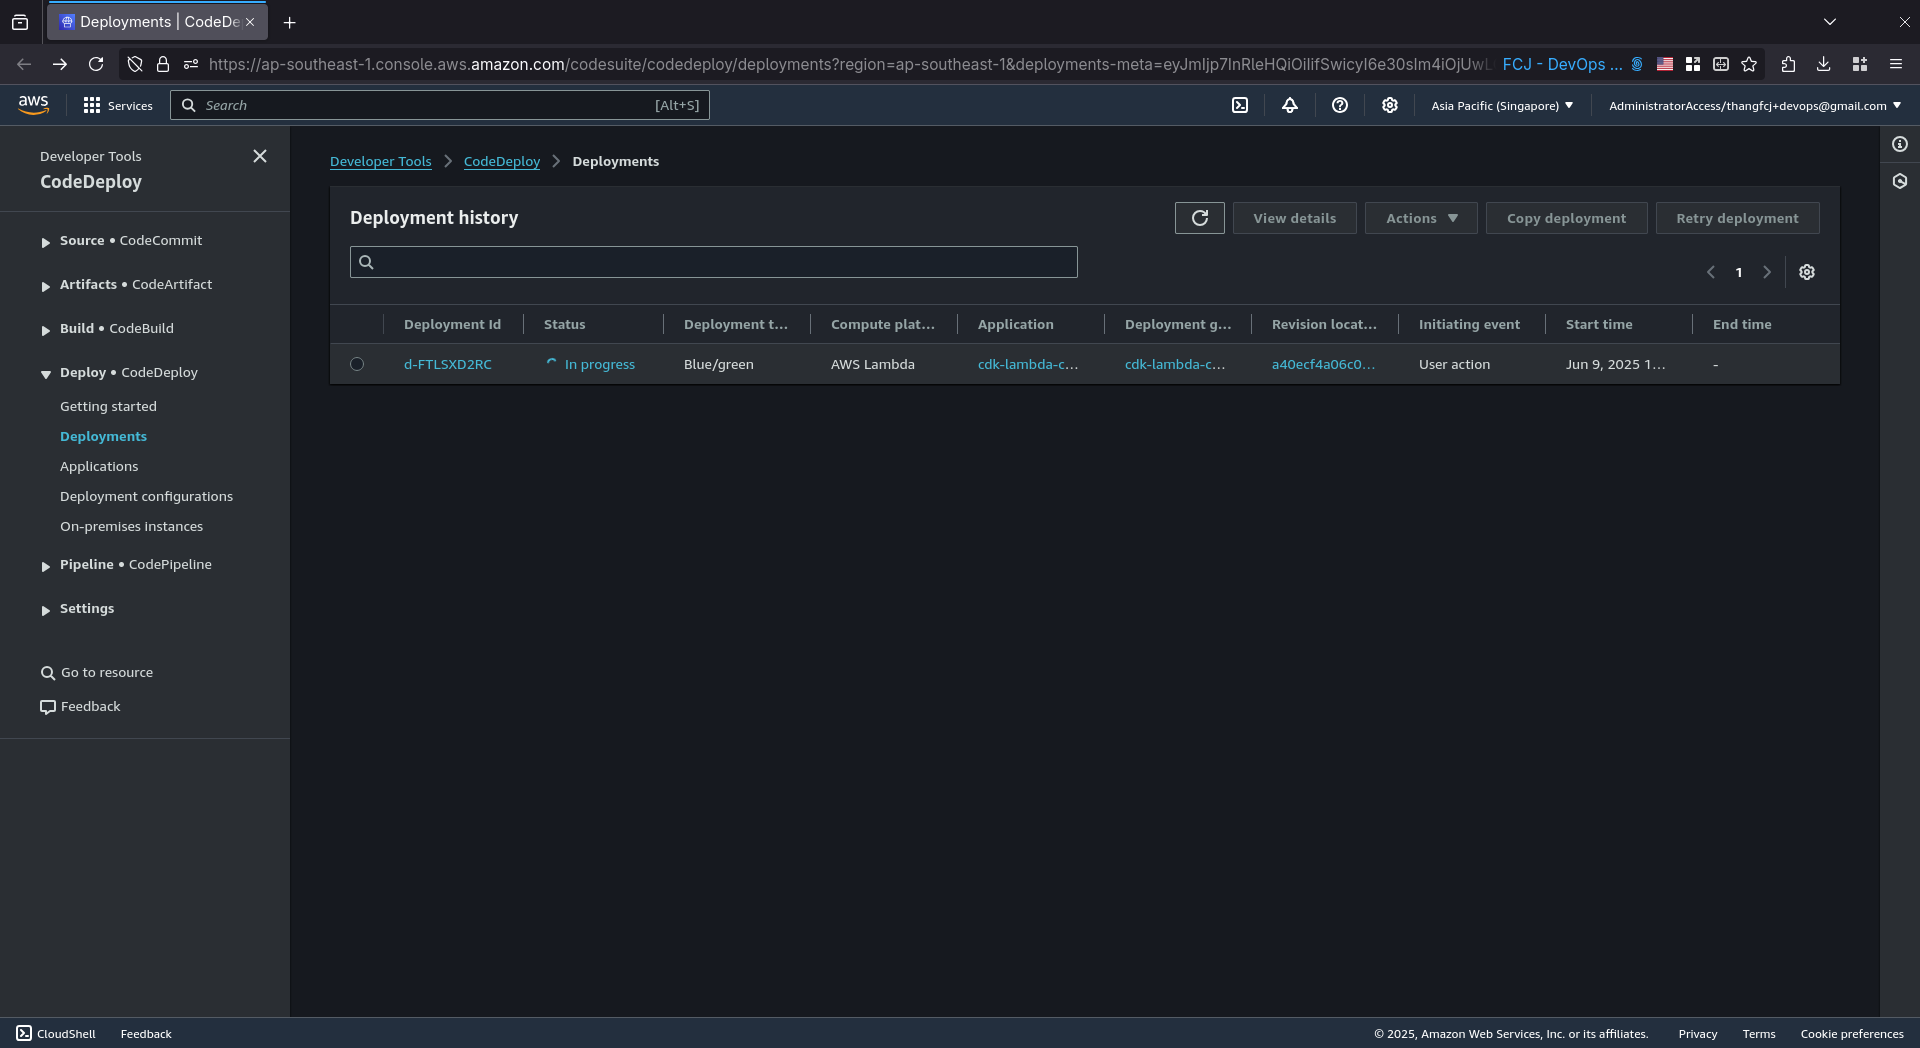 Deployments | CodeDe
https://ap-southeast-1.console.aws.amazon.com/codesuite/codedeploy/deployments?region=ap-southeast-1&deployments-meta=eyJmIjp7InRleHQiOiIifSwicyI6e30sIm4iOjUwL FCJ - DevOps ...
aws Services Search [Alt+S] Asia Pacific (Singapore) AdministratorAccess/thangfcj+devops@gmail.com
Developer Tools
CodeDeploy
Source • CodeCommit
Artifacts • CodeArtifact
Build • CodeBuild
Deploy • CodeDeploy
Getting started
Deployments
Applications
Deployment configurations
On-premises instances
Pipeline • CodePipeline
Settings
Go to resource
Feedback
Developer Tools > CodeDeploy > Deployments
Deployment history View details Actions Copy deployment Retry deployment
1
Deployment Id Status Deployment t... Compute plat... Application Deployment g... Revision locat... Initiating event Start time End time
d-FTLSXD2RC In progress Blue/green AWS Lambda cdk-lambda-c... cdk-lambda-c... a40ecf4a06c0... User action Jun 9, 2025 1... -
CloudShell Feedback © 2025, Amazon Web Services, Inc. or its affiliates. Privacy Terms Cookie preferences